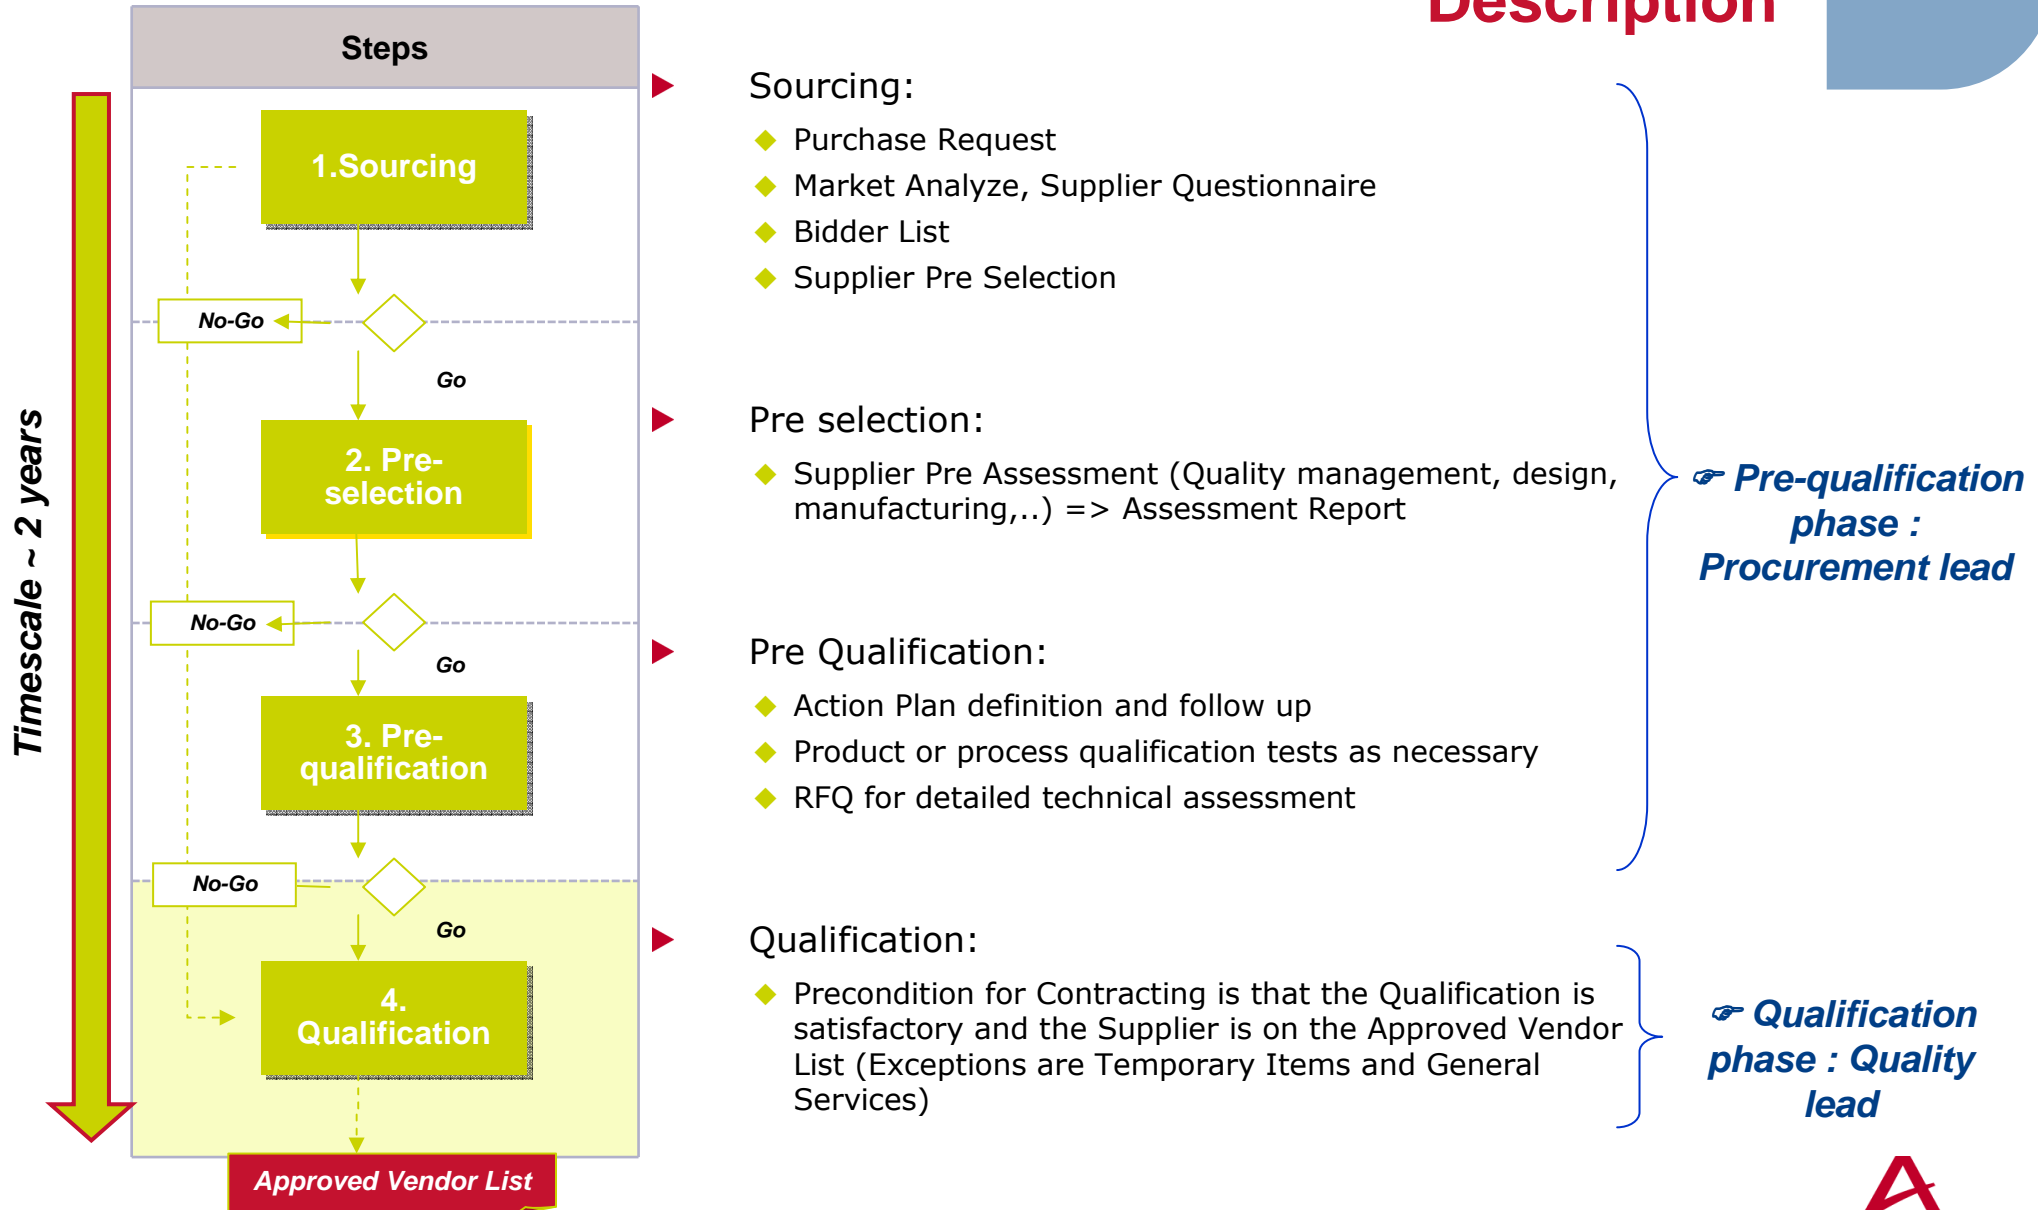 Description
Steps
Timescale ~ 2 years
1.Sourcing
No-Go
Go
2. Pre-
selection
No-Go
Go
3. Pre-
qualification
No-Go
Go
4.
Qualification
Approved Vendor List
Sourcing:
Purchase Request
Market Analyze, Supplier Questionnaire
Bidder List
Supplier Pre Selection
Pre selection:
Supplier Pre Assessment (Quality management, design,
manufacturing,..) => Assessment Report
Pre Qualification:
Action Plan definition and follow up
Product or process qualification tests as necessary
RFQ for detailed technical assessment
Qualification:
Precondition for Contracting is that the Qualification is
satisfactory and the Supplier is on the Approved Vendor
List (Exceptions are Temporary Items and General
Services)
☞ Pre-qualification
phase :
Procurement lead
☞ Qualification
phase : Quality
lead